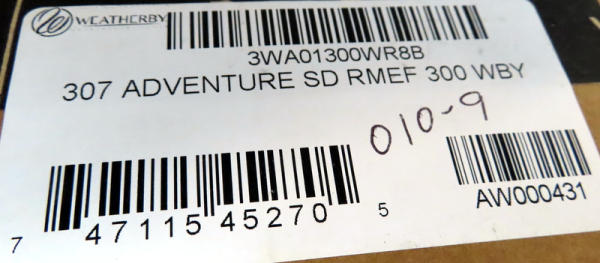 WEATHERBY
3WA01300WR8B
307 ADVENTURE SD RMEF 300 WBY
010-9
7 47115 45270 5
AW000431